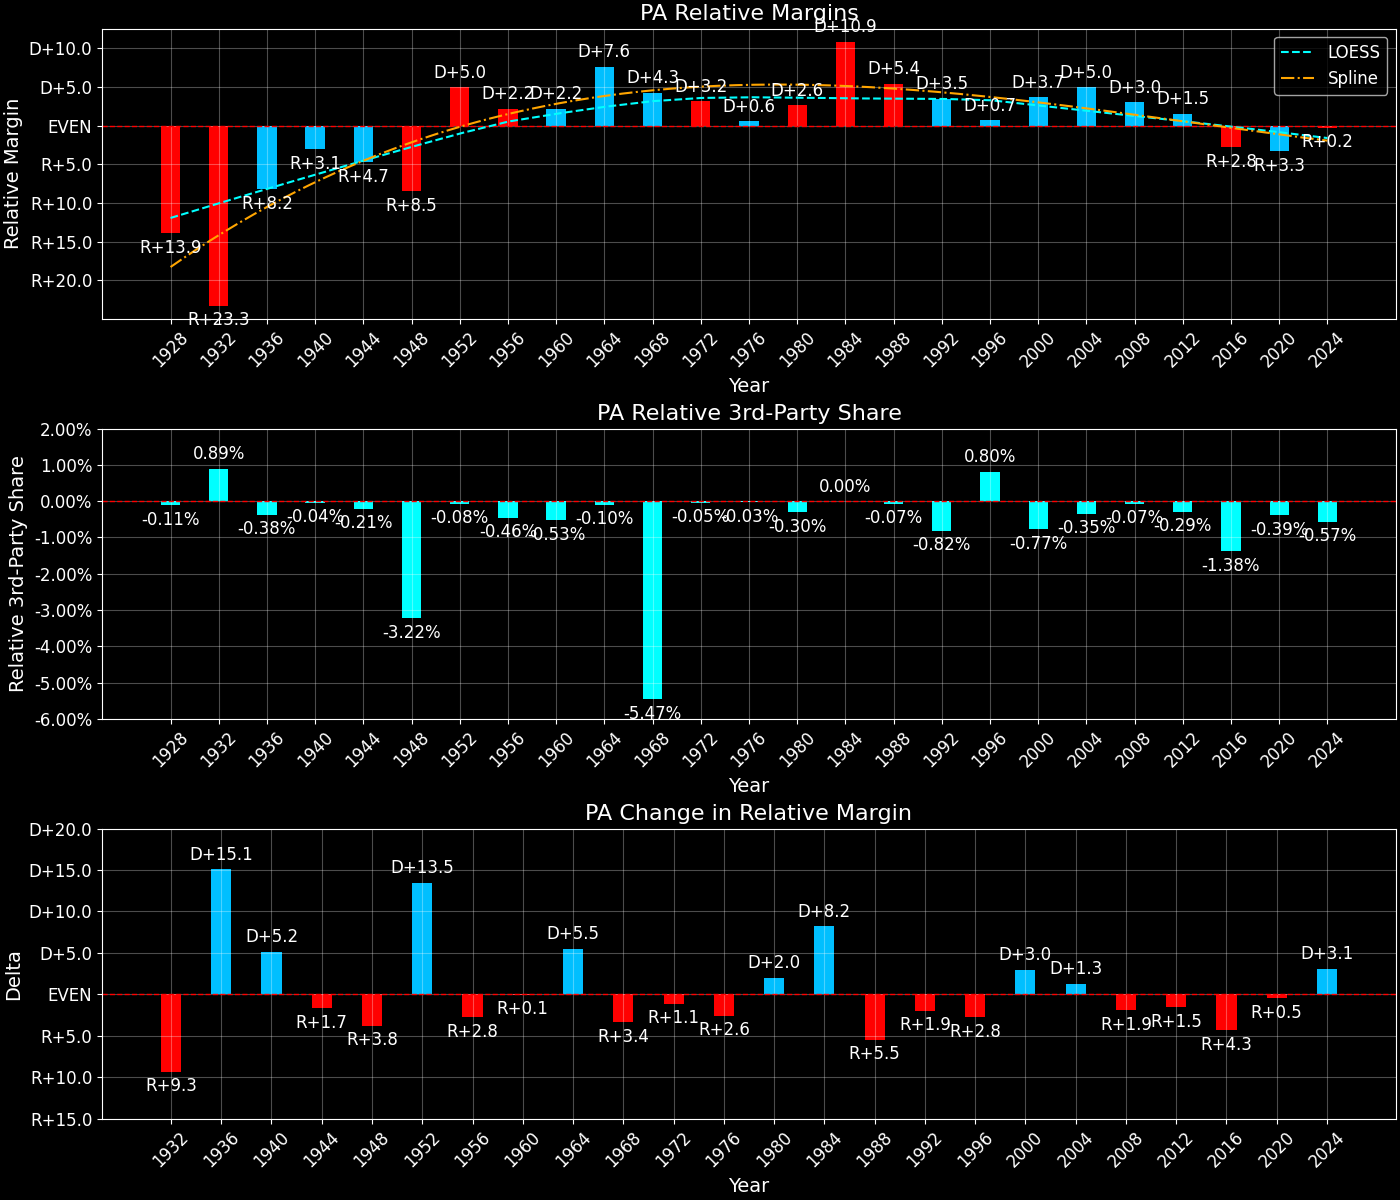 PA Relative Margins
Relative Margin
D+10.0
D+5.0
EVEN
R+5.0
R+10.0
R+15.0
R+20.0
R+13.9
R+23.3
R+8.2
R+3.1
R+4.7
R+8.5
D+5.0
D+2.2
D+2.2
D+7.6
D+4.3
D+3.2
D+0.6
D+2.6
D+10.9
D+5.4
D+3.5
D+0.7
D+3.7
D+5.0
D+3.0
D+1.5
R+2.8
R+3.3
R+0.2
LOESS
Spline
1928 1932 1936 1940 1944 1948 1952 1956 1960 1964 1968 1972 1976 1980 1984 1988 1992 1996 2000 2004 2008 2012 2016 2020 2024
Year
PA Relative 3rd-Party Share
Relative 3rd-Party Share
2.00%
1.00%
0.00%
-1.00%
-2.00%
-3.00%
-4.00%
-5.00%
-6.00%
-0.11%
0.89%
-0.38%
-0.04%
-0.21%
-3.22%
-0.08%
-0.46%
-0.53%
-0.10%
-5.47%
-0.05%
-0.03%
-0.30%
0.00%
-0.07%
-0.82%
0.80%
-0.77%
-0.35%
-0.07%
-0.29%
-1.38%
-0.39%
-0.57%
1928 1932 1936 1940 1944 1948 1952 1956 1960 1964 1968 1972 1976 1980 1984 1988 1992 1996 2000 2004 2008 2012 2016 2020 2024
Year
PA Change in Relative Margin
Delta
D+20.0
D+15.0
D+10.0
D+5.0
EVEN
R+5.0
R+10.0
R+15.0
R+9.3
D+15.1
D+5.2
R+1.7
R+3.8
D+13.5
R+2.8
R+0.1
D+5.5
R+3.4
R+1.1
R+2.6
D+2.0
D+8.2
R+5.5
R+1.9
R+2.8
D+3.0
D+1.3
R+1.9
R+1.5
R+4.3
R+0.5
D+3.1
1932 1936 1940 1944 1948 1952 1956 1960 1964 1968 1972 1976 1980 1984 1988 1992 1996 2000 2004 2008 2012 2016 2020 2024
Year